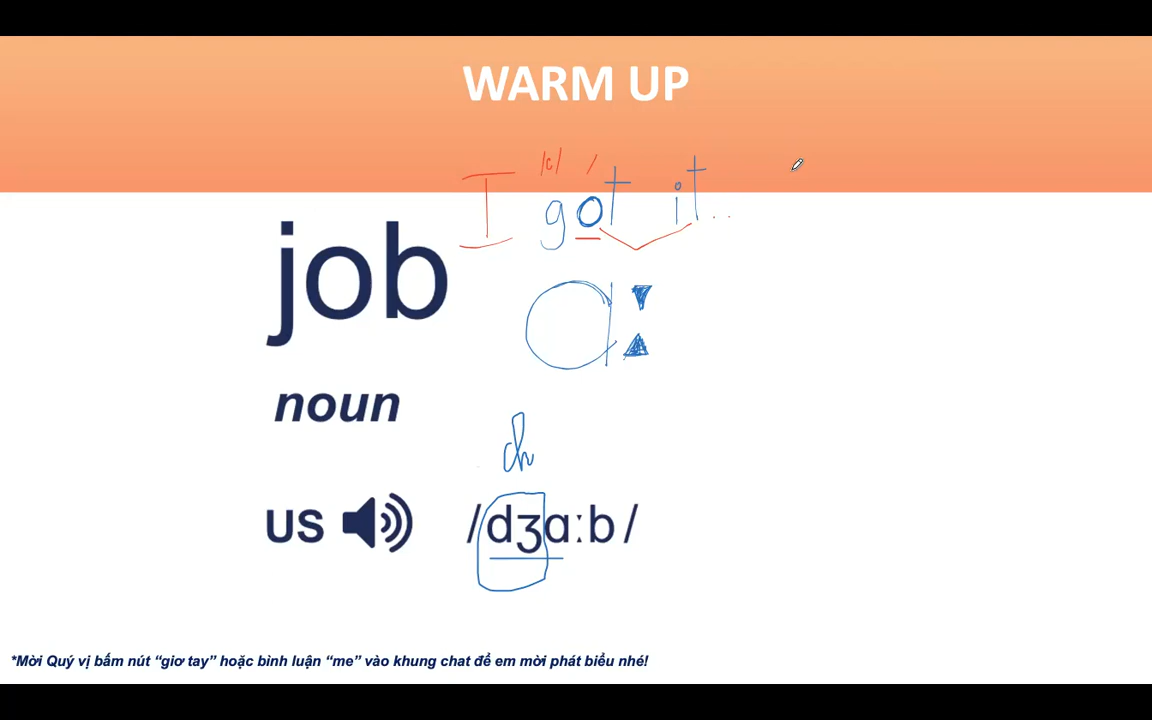 WARM UP
I got it..
job
ɑ:
noun
ch
US /dʒɑːb/
*Mời Quý vị bấm nút “giơ tay” hoặc bình luận “me” vào khung chat để em mời phát biểu nhé!